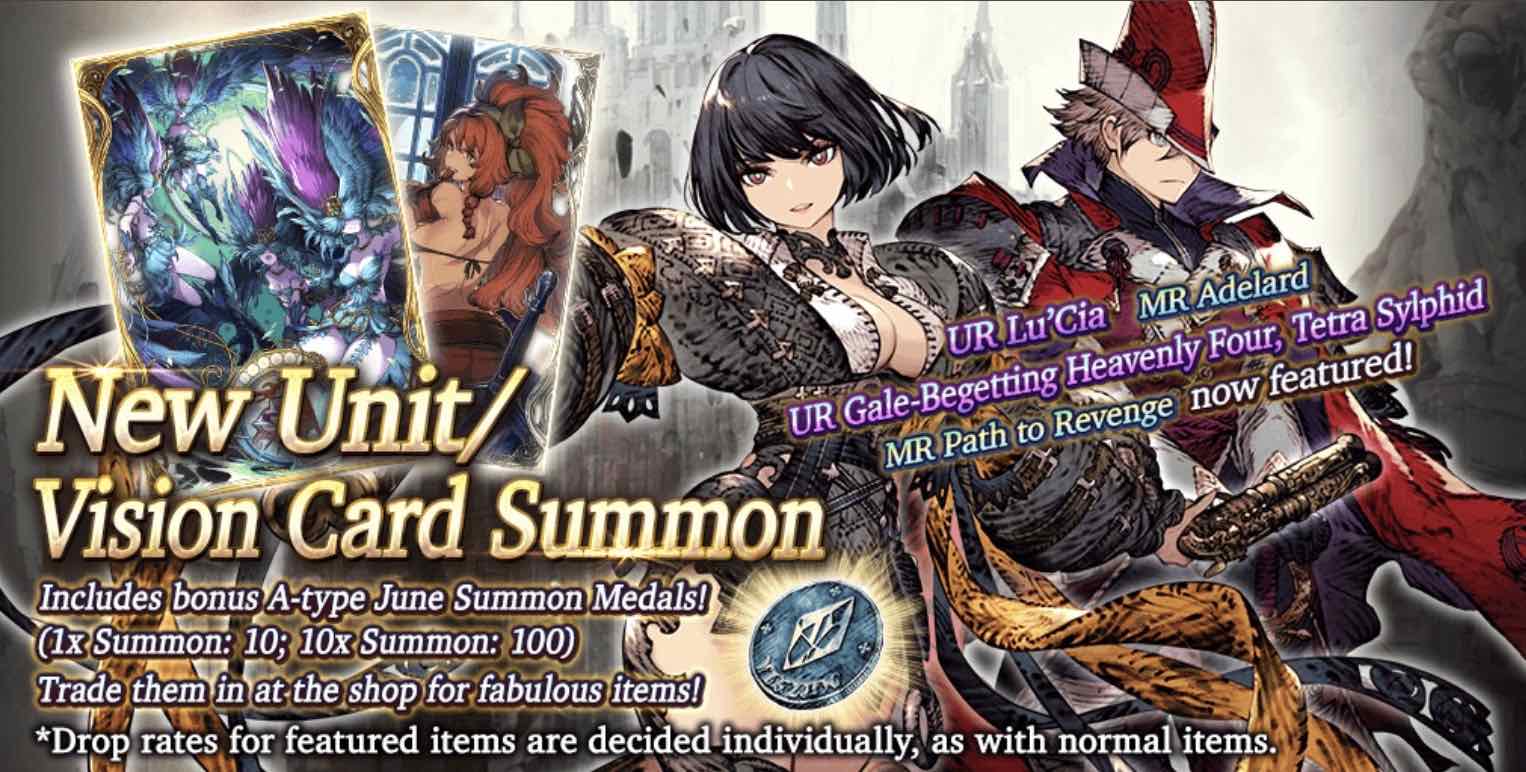 UR Lu'Cia MR Adelard
UR Gale-Begetting Heavenly Four, Tetra Sylphid
MR Path to Revenge now featured!
New Unit/
Vision Card Summon
Includes bonus A-type June Summon Medals!
(1x Summon: 10; 10x Summon: 100)
Trade them in at the shop for fabulous items!
*Drop rates for featured items are decided individually, as with normal items.